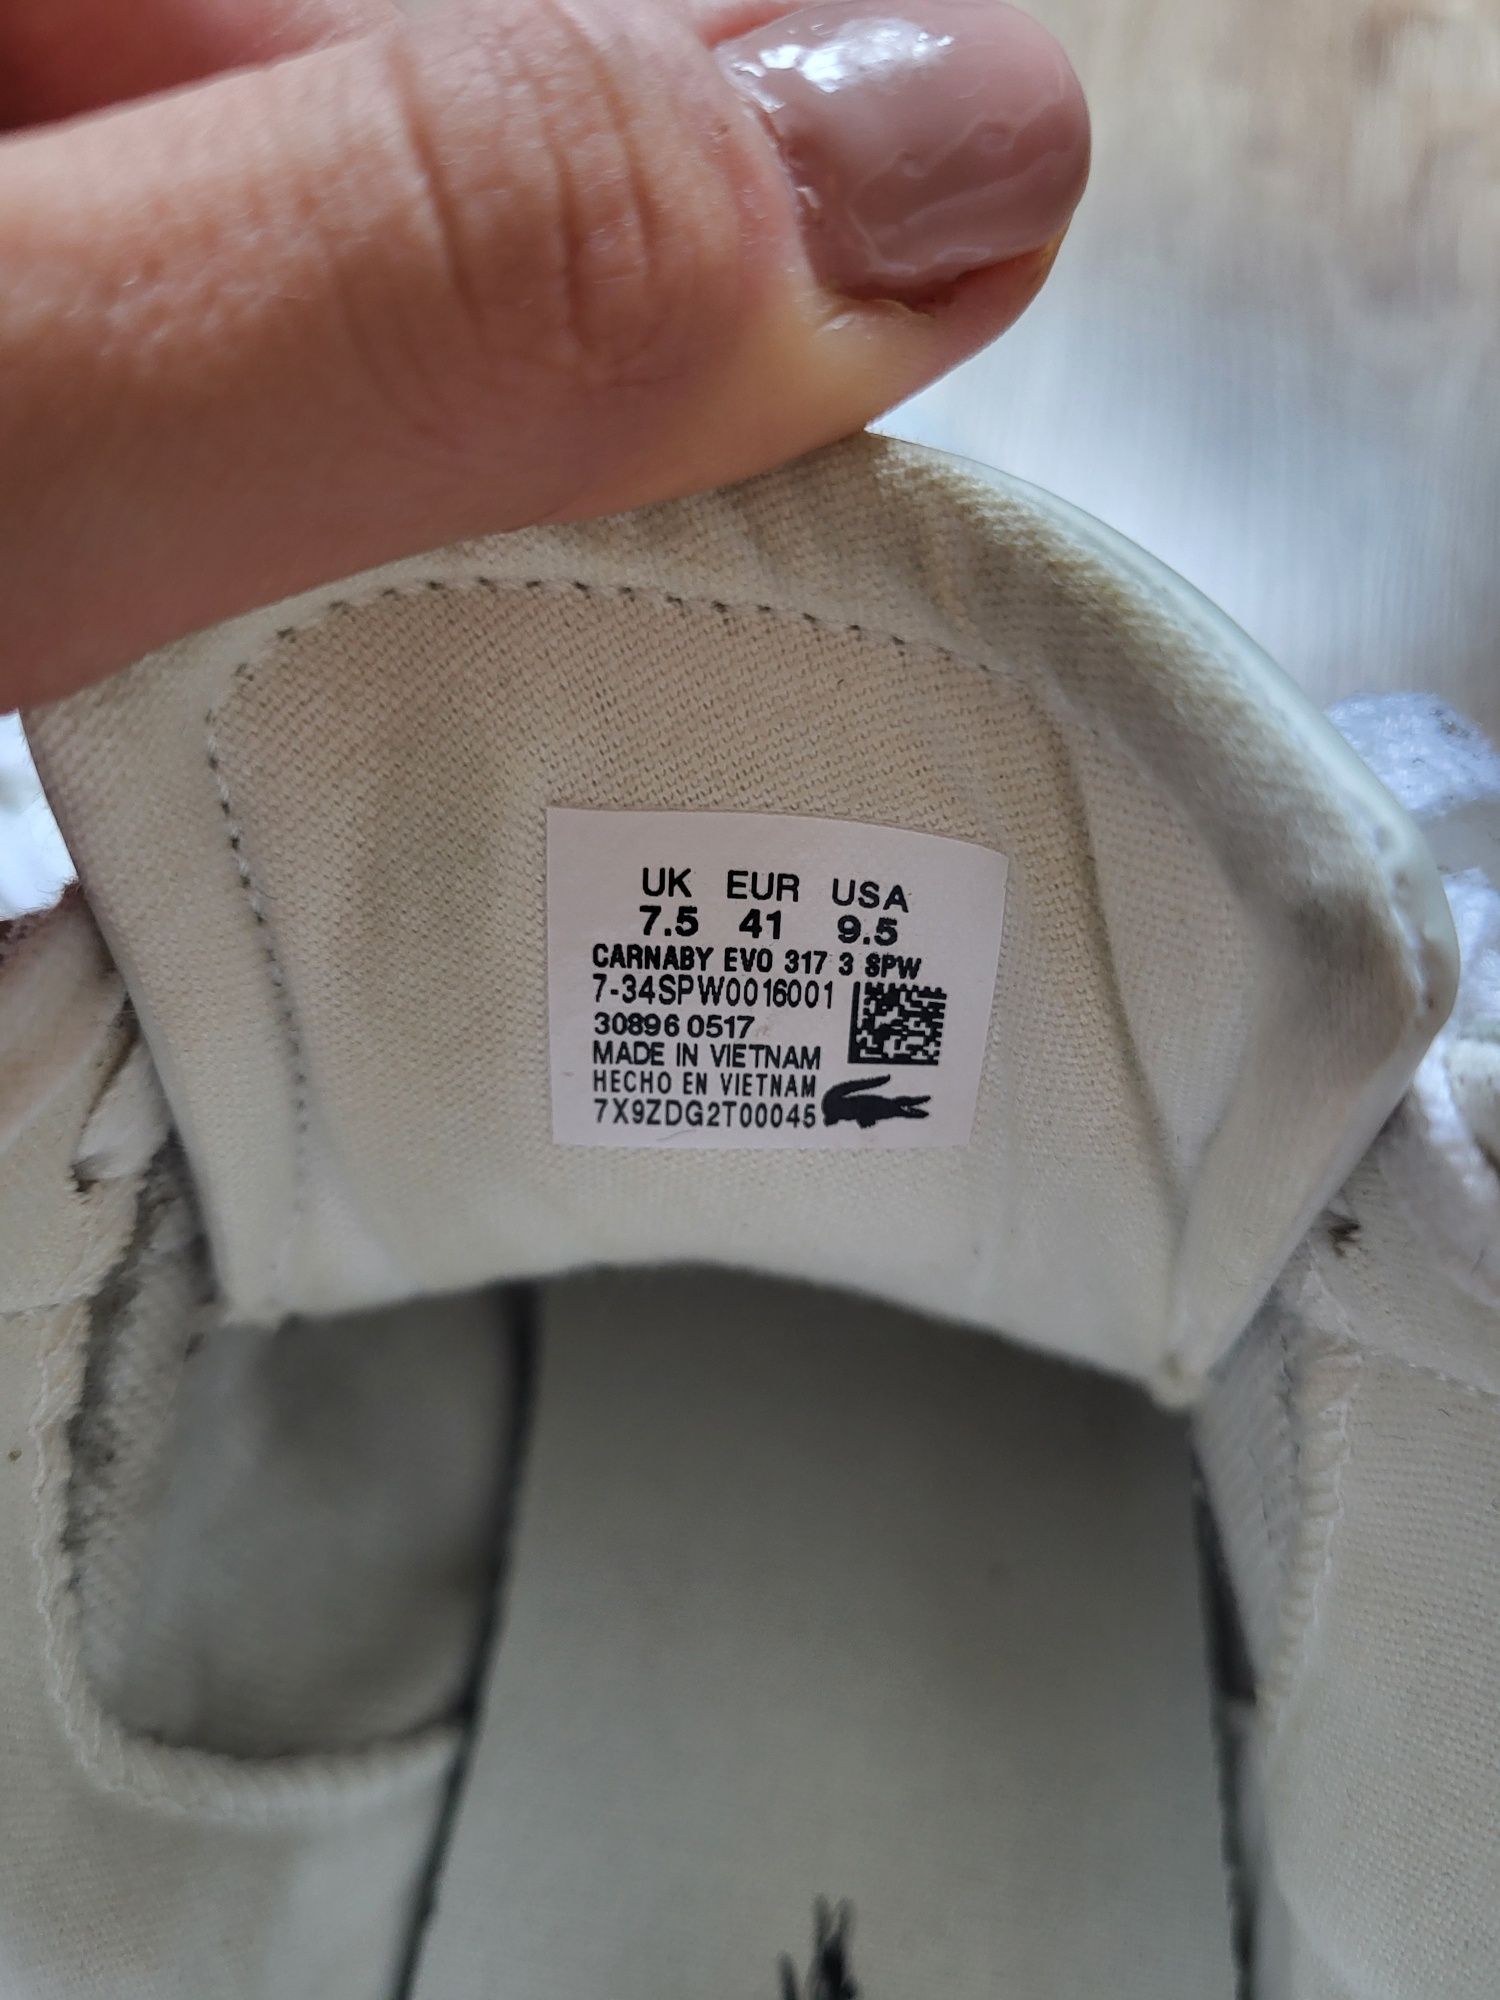 UK EUR USA
7.5 41 9.5
CARNABY EVO 317 3 SPW
7-34SPW0016001
30896 0517
MADE IN VIETNAM
HECHO EN VIETNAM
7X9ZDG2T00045